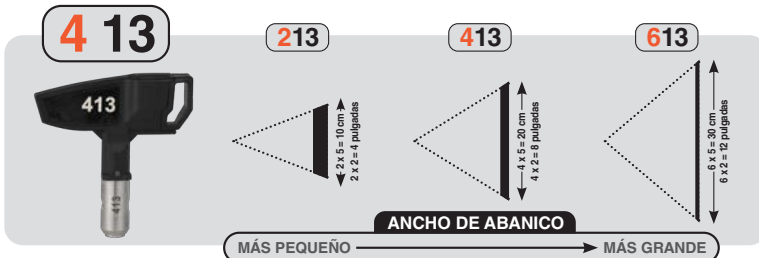 4 13
213
413
613
413
413
2 x 5 = 10 cm
2 x 2 = 4 pulgadas
4 x 5 = 20 cm
4 x 2 = 8 pulgadas
6 x 5 = 30 cm
6 x 2 = 12 pulgadas
ANCHO DE ABANICO
MÁS PEQUEÑO
MÁS GRANDE